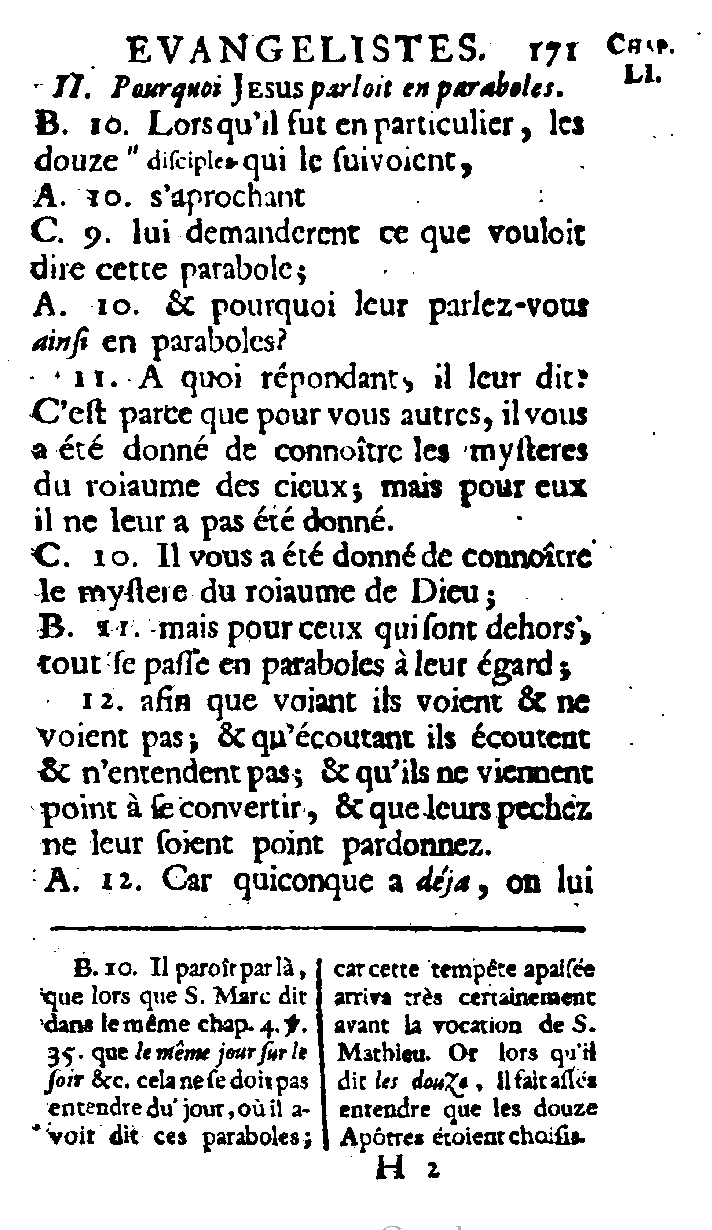 EVANGELISTES. 171 CHAP.
LI.
II. Pourquoi JESUS parloit en paraboles.
B. 10. Lorsqu'il fut en particulier, les
douze " disciples qui le ſuivoient,
A. 10. s'aprochant
C. 9. lui demanderent ce que vouloit
dire cette parabole;
A. 10. & pourquoi leur parlez-vous
ainſi en paraboles?
11. A quoi répondant, il leur dit:
C'eſt parce que pour vous autres, il vous
a été donné de connoître les myſteres
du roiaume des cieux; mais pour eux
il ne leur a pas été donné.
C. 10. Il vous a été donné de connoître
le myſtere du roiaume de Dieu;
B. 11. mais pour ceux qui ſont dehors,
tout ſe paſſe en paraboles à leur égard;
12. afin que voiant ils voient & ne
voient pas; & qu'écoutant ils écoutent
& n'entendent pas; & qu'ils ne viennent
point à ſe convertir, & que leurs pechez
ne leur ſoient point pardonnez.
A. 12. Car quiconque a déja, on lui
B. 10. Il paroît par là,
que lors que S. Marc dit
dans le même chap. 4. ℣.
35. que le même jour ſur le
ſoir &c. cela ne ſe doit pas
entendre du jour, où il a-
voit dit ces paraboles;
car cette tempête apaiſée
arriva très certainement
avant la vocation de S.
Mathieu. Or lors qu'il
dit les douze, il fait aſſés
entendre que les douze
Apôtres étoient choiſis.
H 2